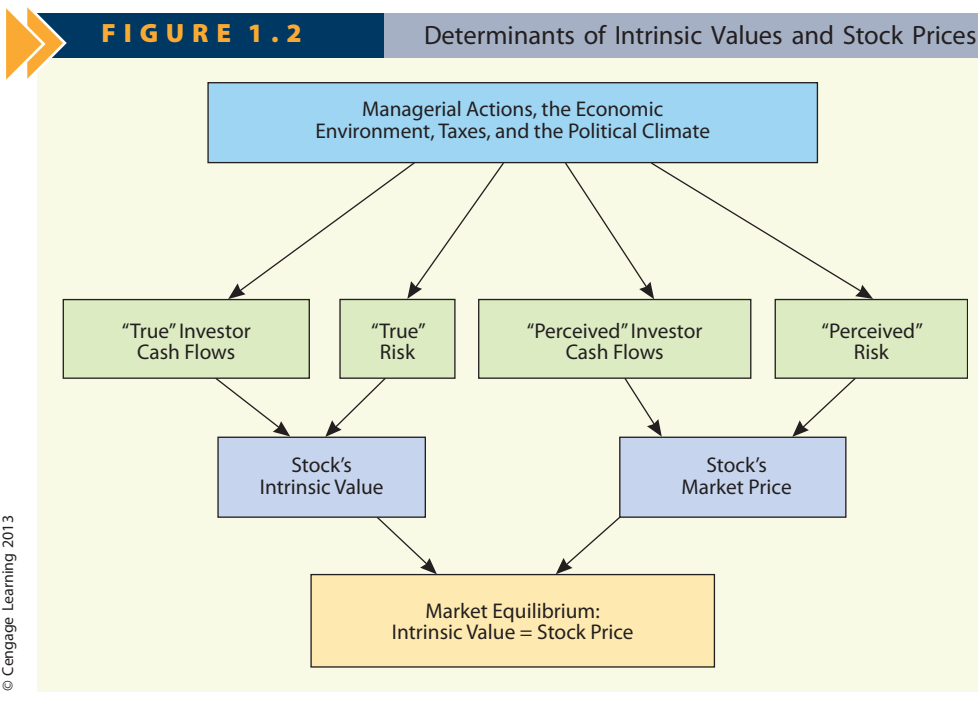 FIGURE 1.2
Determinants of Intrinsic Values and Stock Prices
Managerial Actions, the Economic
Environment, Taxes, and the Political Climate
“True” Investor
Cash Flows
“True”
Risk
“Perceived” Investor
Cash Flows
“Perceived”
Risk
Stock’s
Intrinsic Value
Stock’s
Market Price
Market Equilibrium:
Intrinsic Value = Stock Price
© Cengage Learning 2013